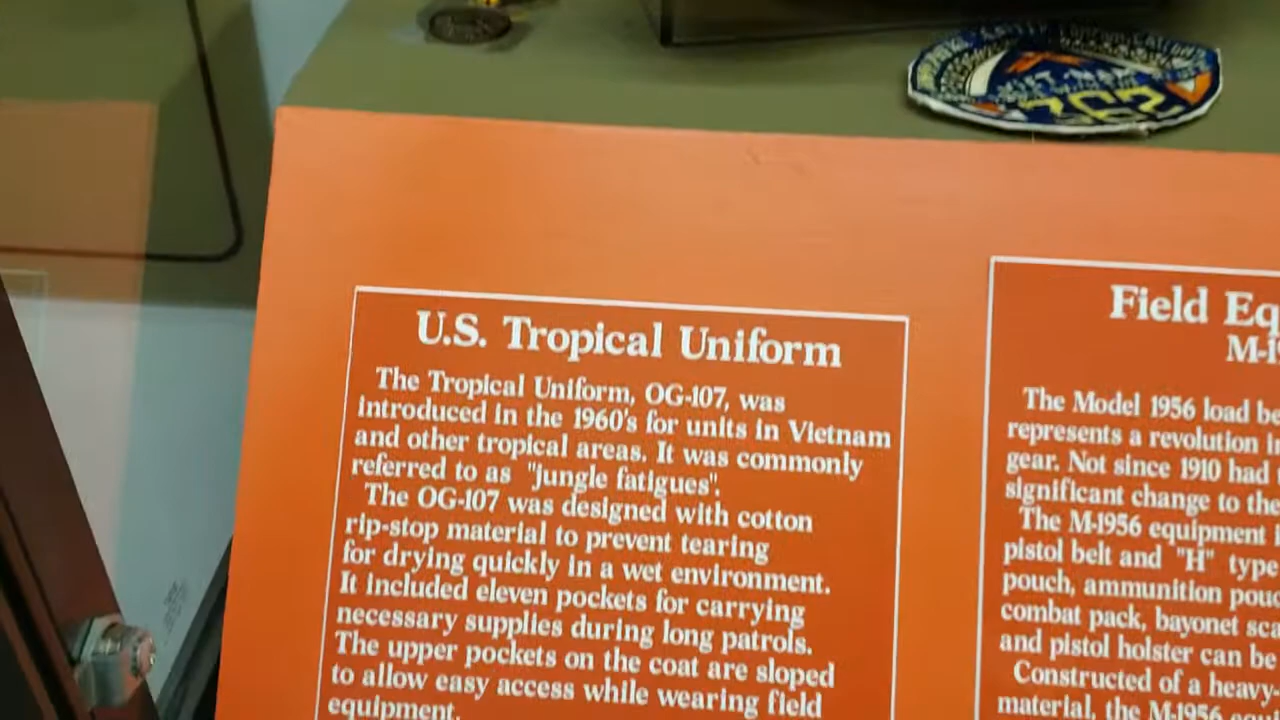 U.S. Tropical Uniform
The Tropical Uniform, OG-107, was
introduced in the 1960's for units in Vietnam
and other tropical areas. It was commonly
referred to as "Jungle fatigues".
The OG-107 was designed with cotton
rip-stop material to prevent tearing
for drying quickly in a wet environment.
It included eleven pockets for carrying
necessary supplies during long patrols.
The upper pockets on the coat are sloped
to allow easy access while wearing field
equipment.
Field
The Model 1956 load
represents a revolution
gear. Not since 1910 had
significant change to the
The M-1956 equipment
pistol belt and "H" type
pouch, ammunition
combat pack, bayonet
and pistol holster can be
Constructed of a heavy-
material, the M-1956